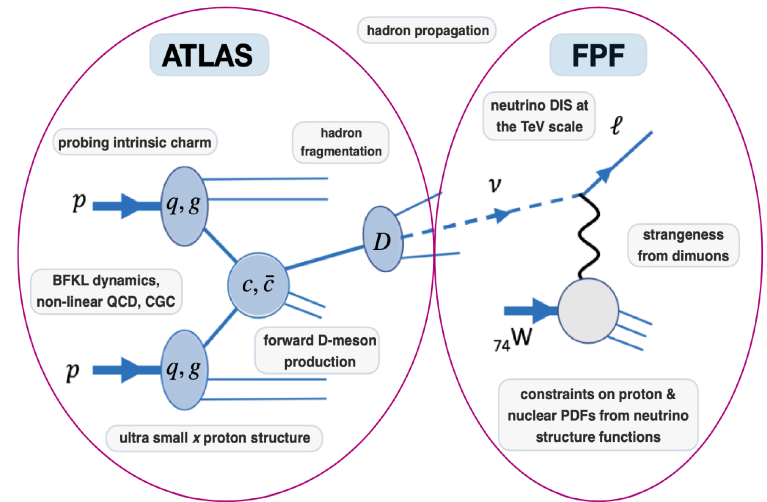 hadron propagation
ATLAS
FPF
probing intrinsic charm
hadron
fragmentation
neutrino DIS at
the TeV scale
ℓ
p
q, g
ν
D
strangeness
from dimuons
BFKL dynamics,
non-linear QCD, CGC
c, c̄
₇₄W
forward D-meson
production
p
q, g
constraints on proton &
nuclear PDFs from neutrino
structure functions
ultra small x proton structure